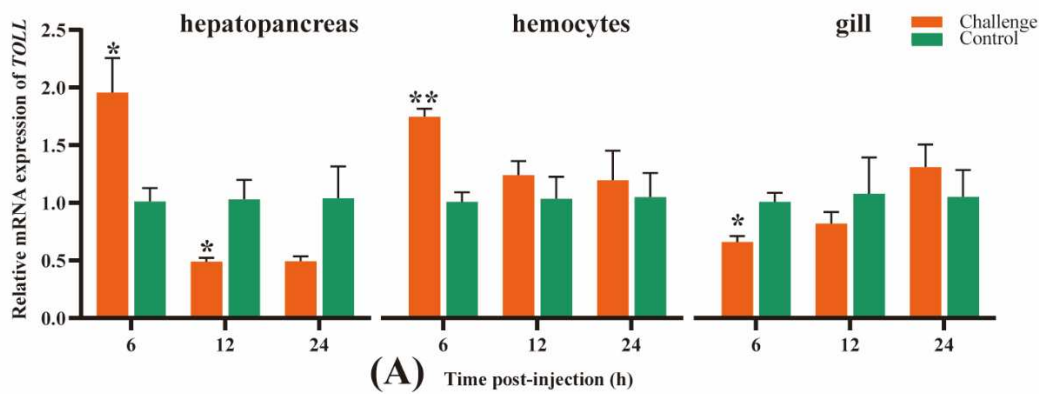 hepatopancreas hemocytes gill
Challenge
Control
Relative mRNA expression of TOLL
2.5
2.0
1.5
1.0
0.5
0.0
* * ** *
6 12 24 6 12 24 6 12 24
(A) Time post-injection (h)